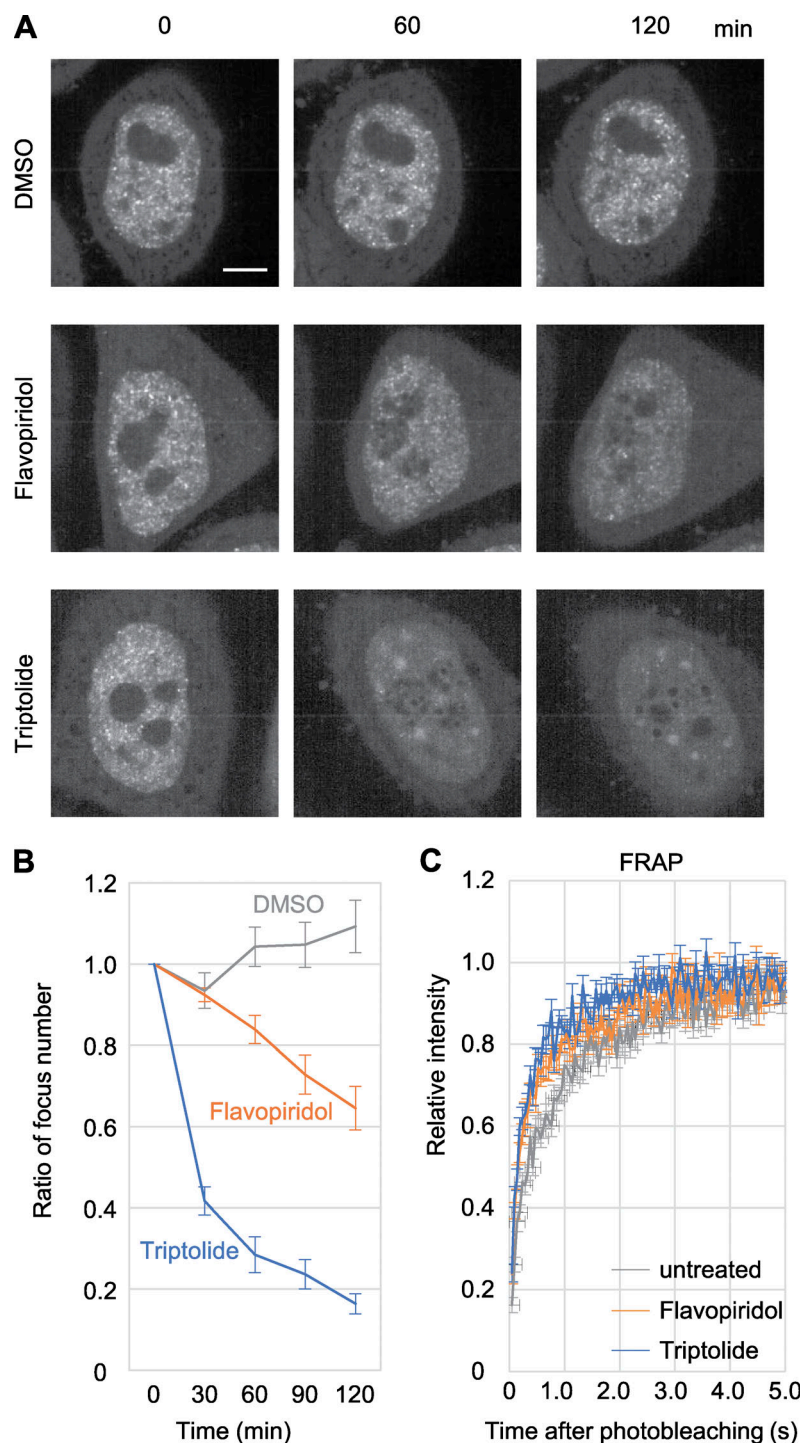 A 0 60 120 min
DMSO
Flavopiridol
Triptolide
B
1.2
1.0
0.8
0.6
0.4
0.2
0
Ratio of focus number
DMSO
Flavopiridol
Triptolide
0 30 60 90 120
Time (min)
C
FRAP
1.2
1.0
0.8
0.6
0.4
0.2
0
Relative intensity
untreated
Flavopiridol
Triptolide
0 1.0 2.0 3.0 4.0 5.0
Time after photobleaching (s)